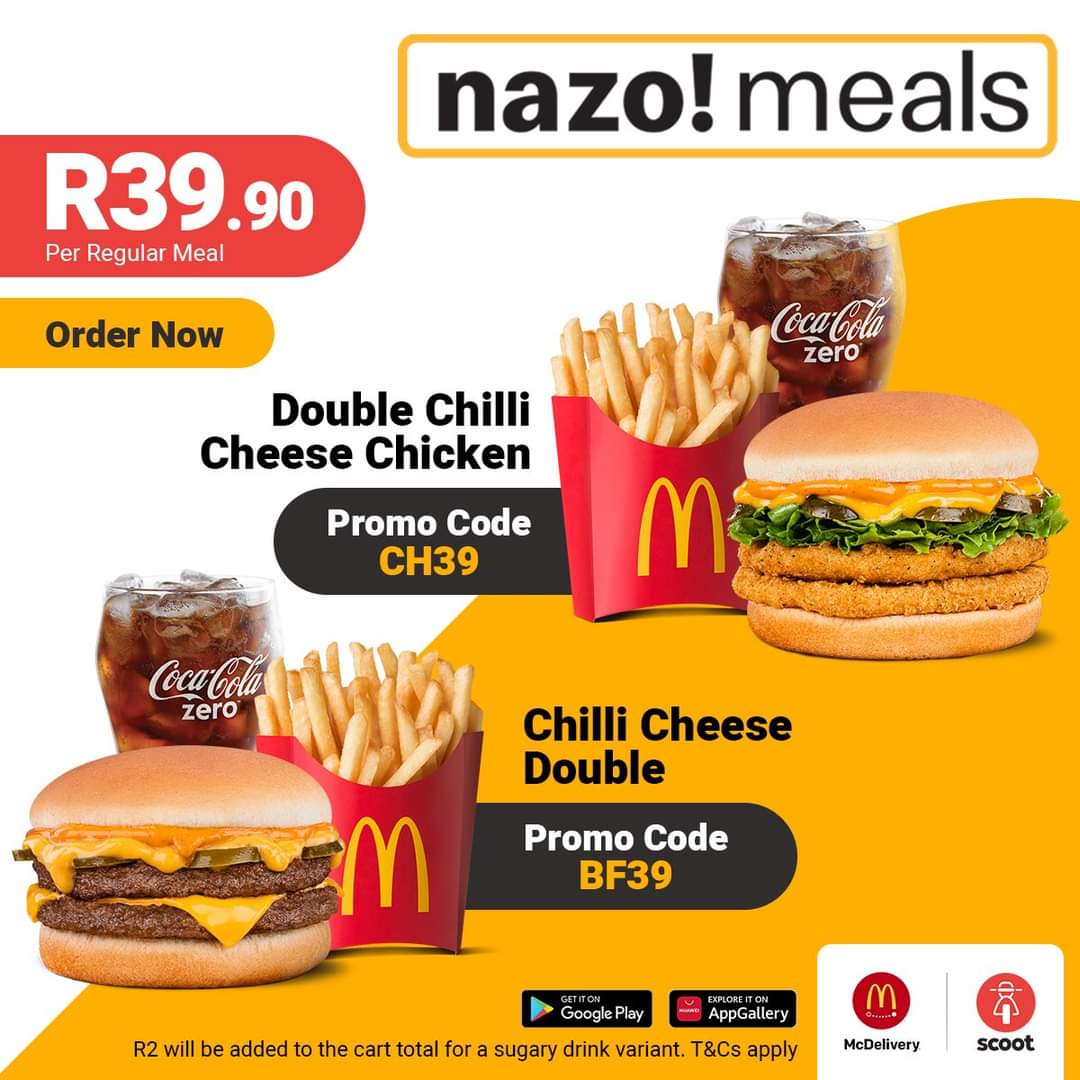 nazo! meals
R39.90
Per Regular Meal
Order Now
Coca-Cola
zero
Double Chilli
Cheese Chicken
Promo Code
CH39
Coca-Cola
zero
Chilli Cheese
Double
Promo Code
BF39
GET IT ON
Google Play
HUAWEI
EXPLORE IT ON
AppGallery
McDelivery
scoot
R2 will be added to the cart total for a sugary drink variant. T&Cs apply